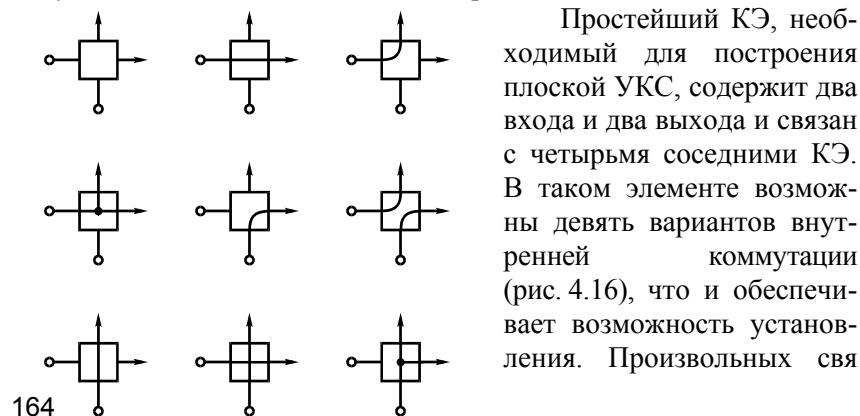 Простейший КЭ, необ-
ходимый для построения
плоской УКС, содержит два
входа и два выхода и связан
с четырьмя соседними КЭ.
В таком элементе возмож-
ны девять вариантов внут-
ренней коммутации
(рис. 4.16), что и обеспечи-
вает возможность установ-
ления. Произвольных свя
164